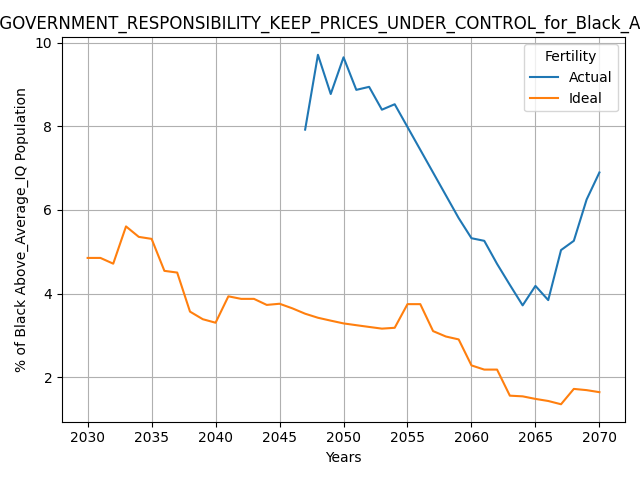 GOVERNMENT_RESPONSIBILITY_KEEP_PRICES_UNDER_CONTROL_for_Black_A
Fertility
Actual
Ideal
% of Black Above_Average_IQ Population
10
8
6
4
2
2030 2035 2040 2045 2050 2055 2060 2065 2070
Years